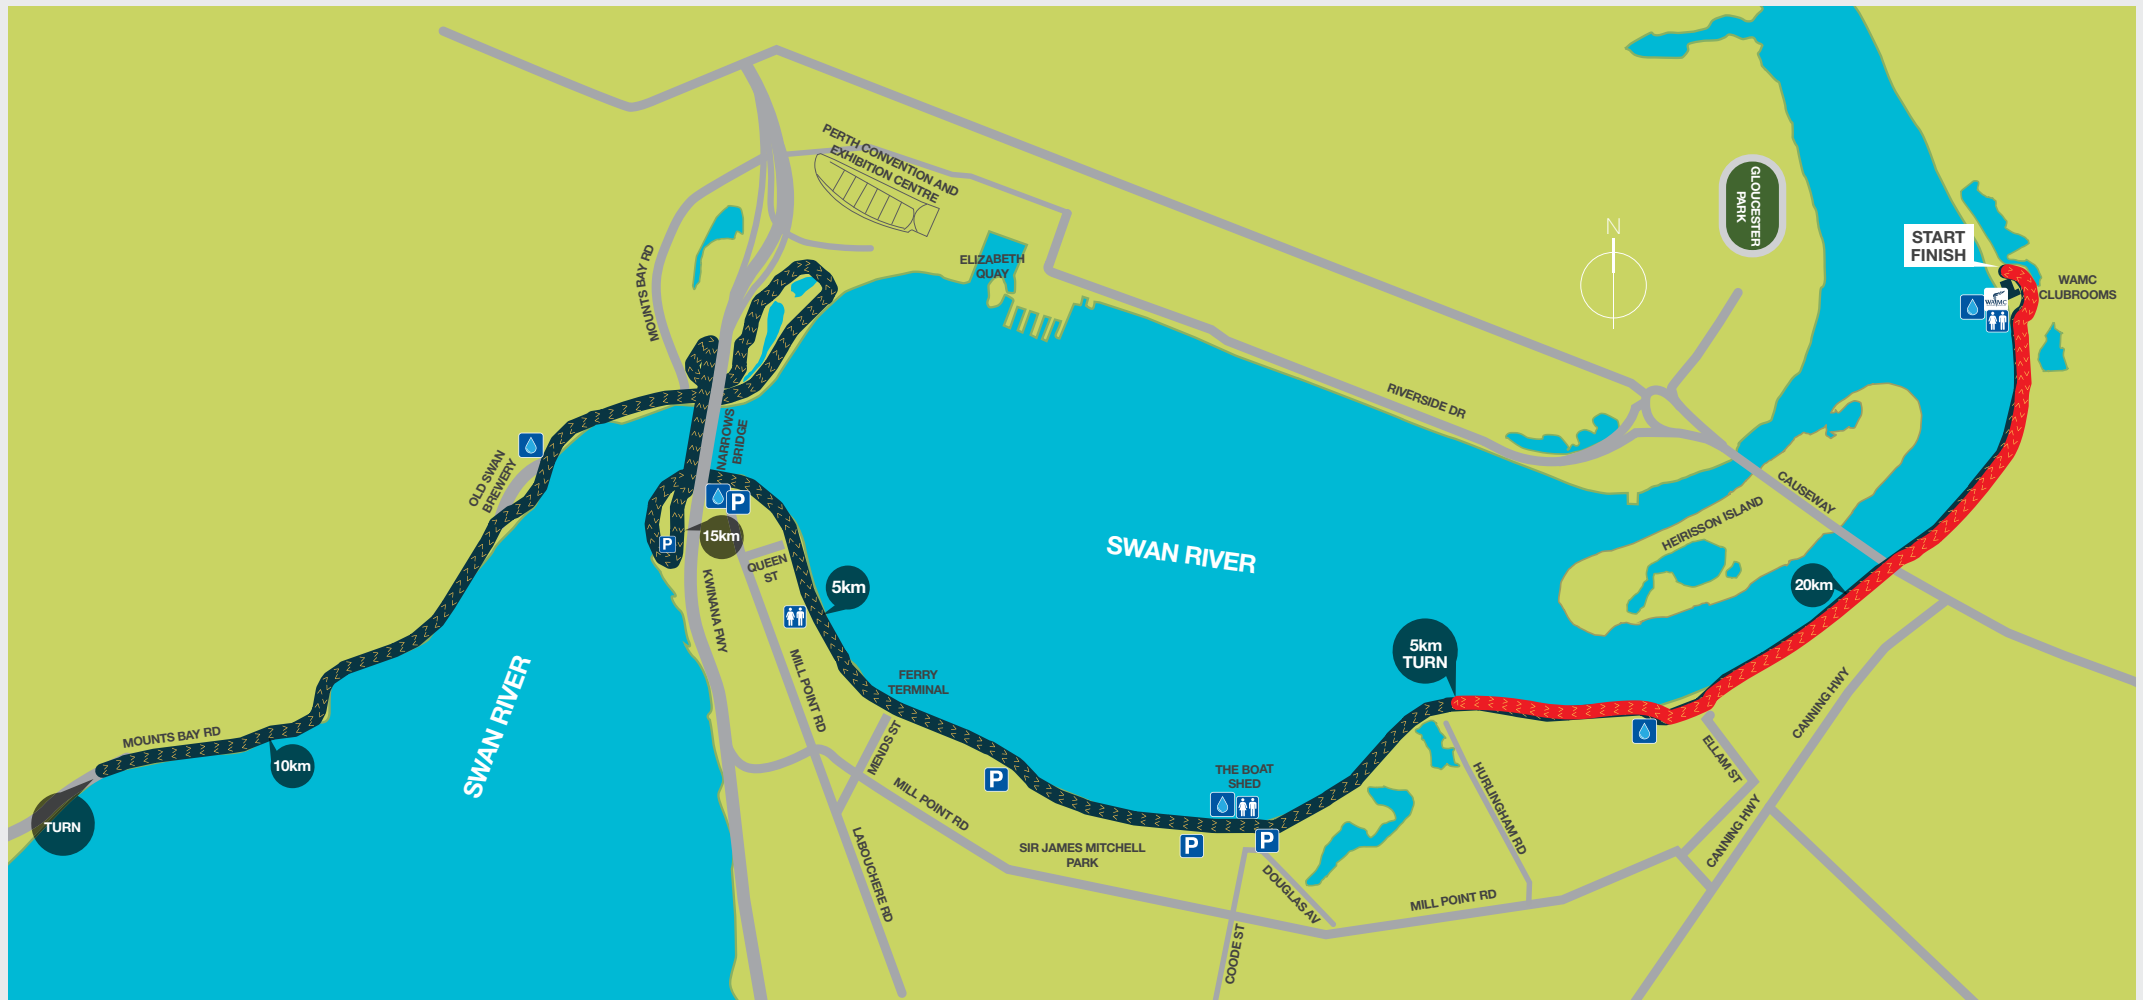 PERTH CONVENTION AND
EXHIBITION CENTRE
MOUNTS BAY RD
ELIZABETH
QUAY
N
GLOUCESTER
PARK
START
FINISH
WAMC
CLUBROOMS
WAMC
RIVERSIDE DR
NARROWS
BRIDGE
OLD SWAN
BREWERY
CAUSEWAY
HEIRISSON ISLAND
P
15km
P
QUEEN
ST
SWAN RIVER
5km
20km
KWINANA FWY
MILL POINT RD
5km
TURN
FERRY
TERMINAL
SWAN RIVER
MOUNTS BAY RD
10km
TURN
MENDS ST
CANNING HWY
ELLAM ST
P
MILL POINT RD
THE BOAT
SHED
HURLINGHAM RD
P
P
SIR JAMES MITCHELL
PARK
LABOUCHERE RD
DOUGLAS AV
CANNING HWY
MILL POINT RD
COODE ST